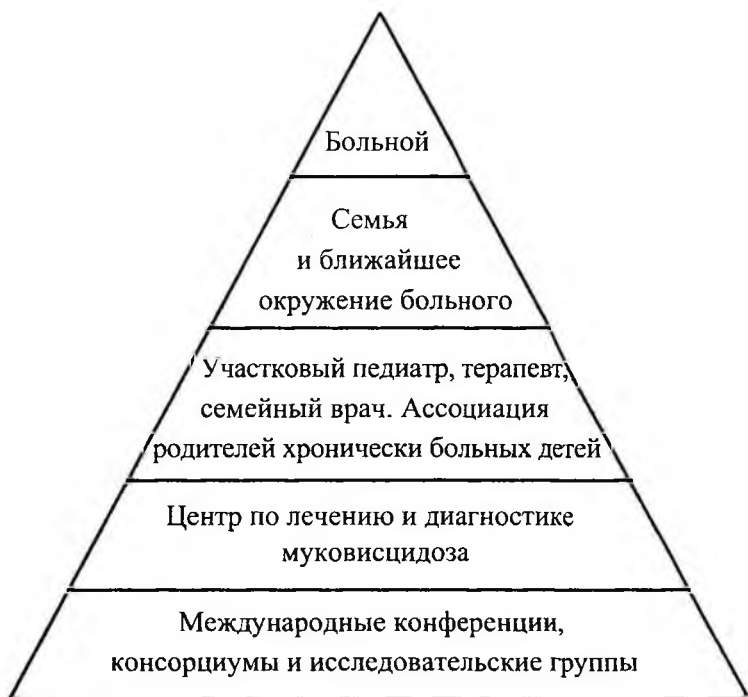 Больной
Семья
и ближайшее
окружение больного
Участковый педиатр, терапевт,
семейный врач. Ассоциация
родителей хронически больных детей
Центр по лечению и диагностике
муковисцидоза
Международные конференции,
консорциумы и исследовательские группы